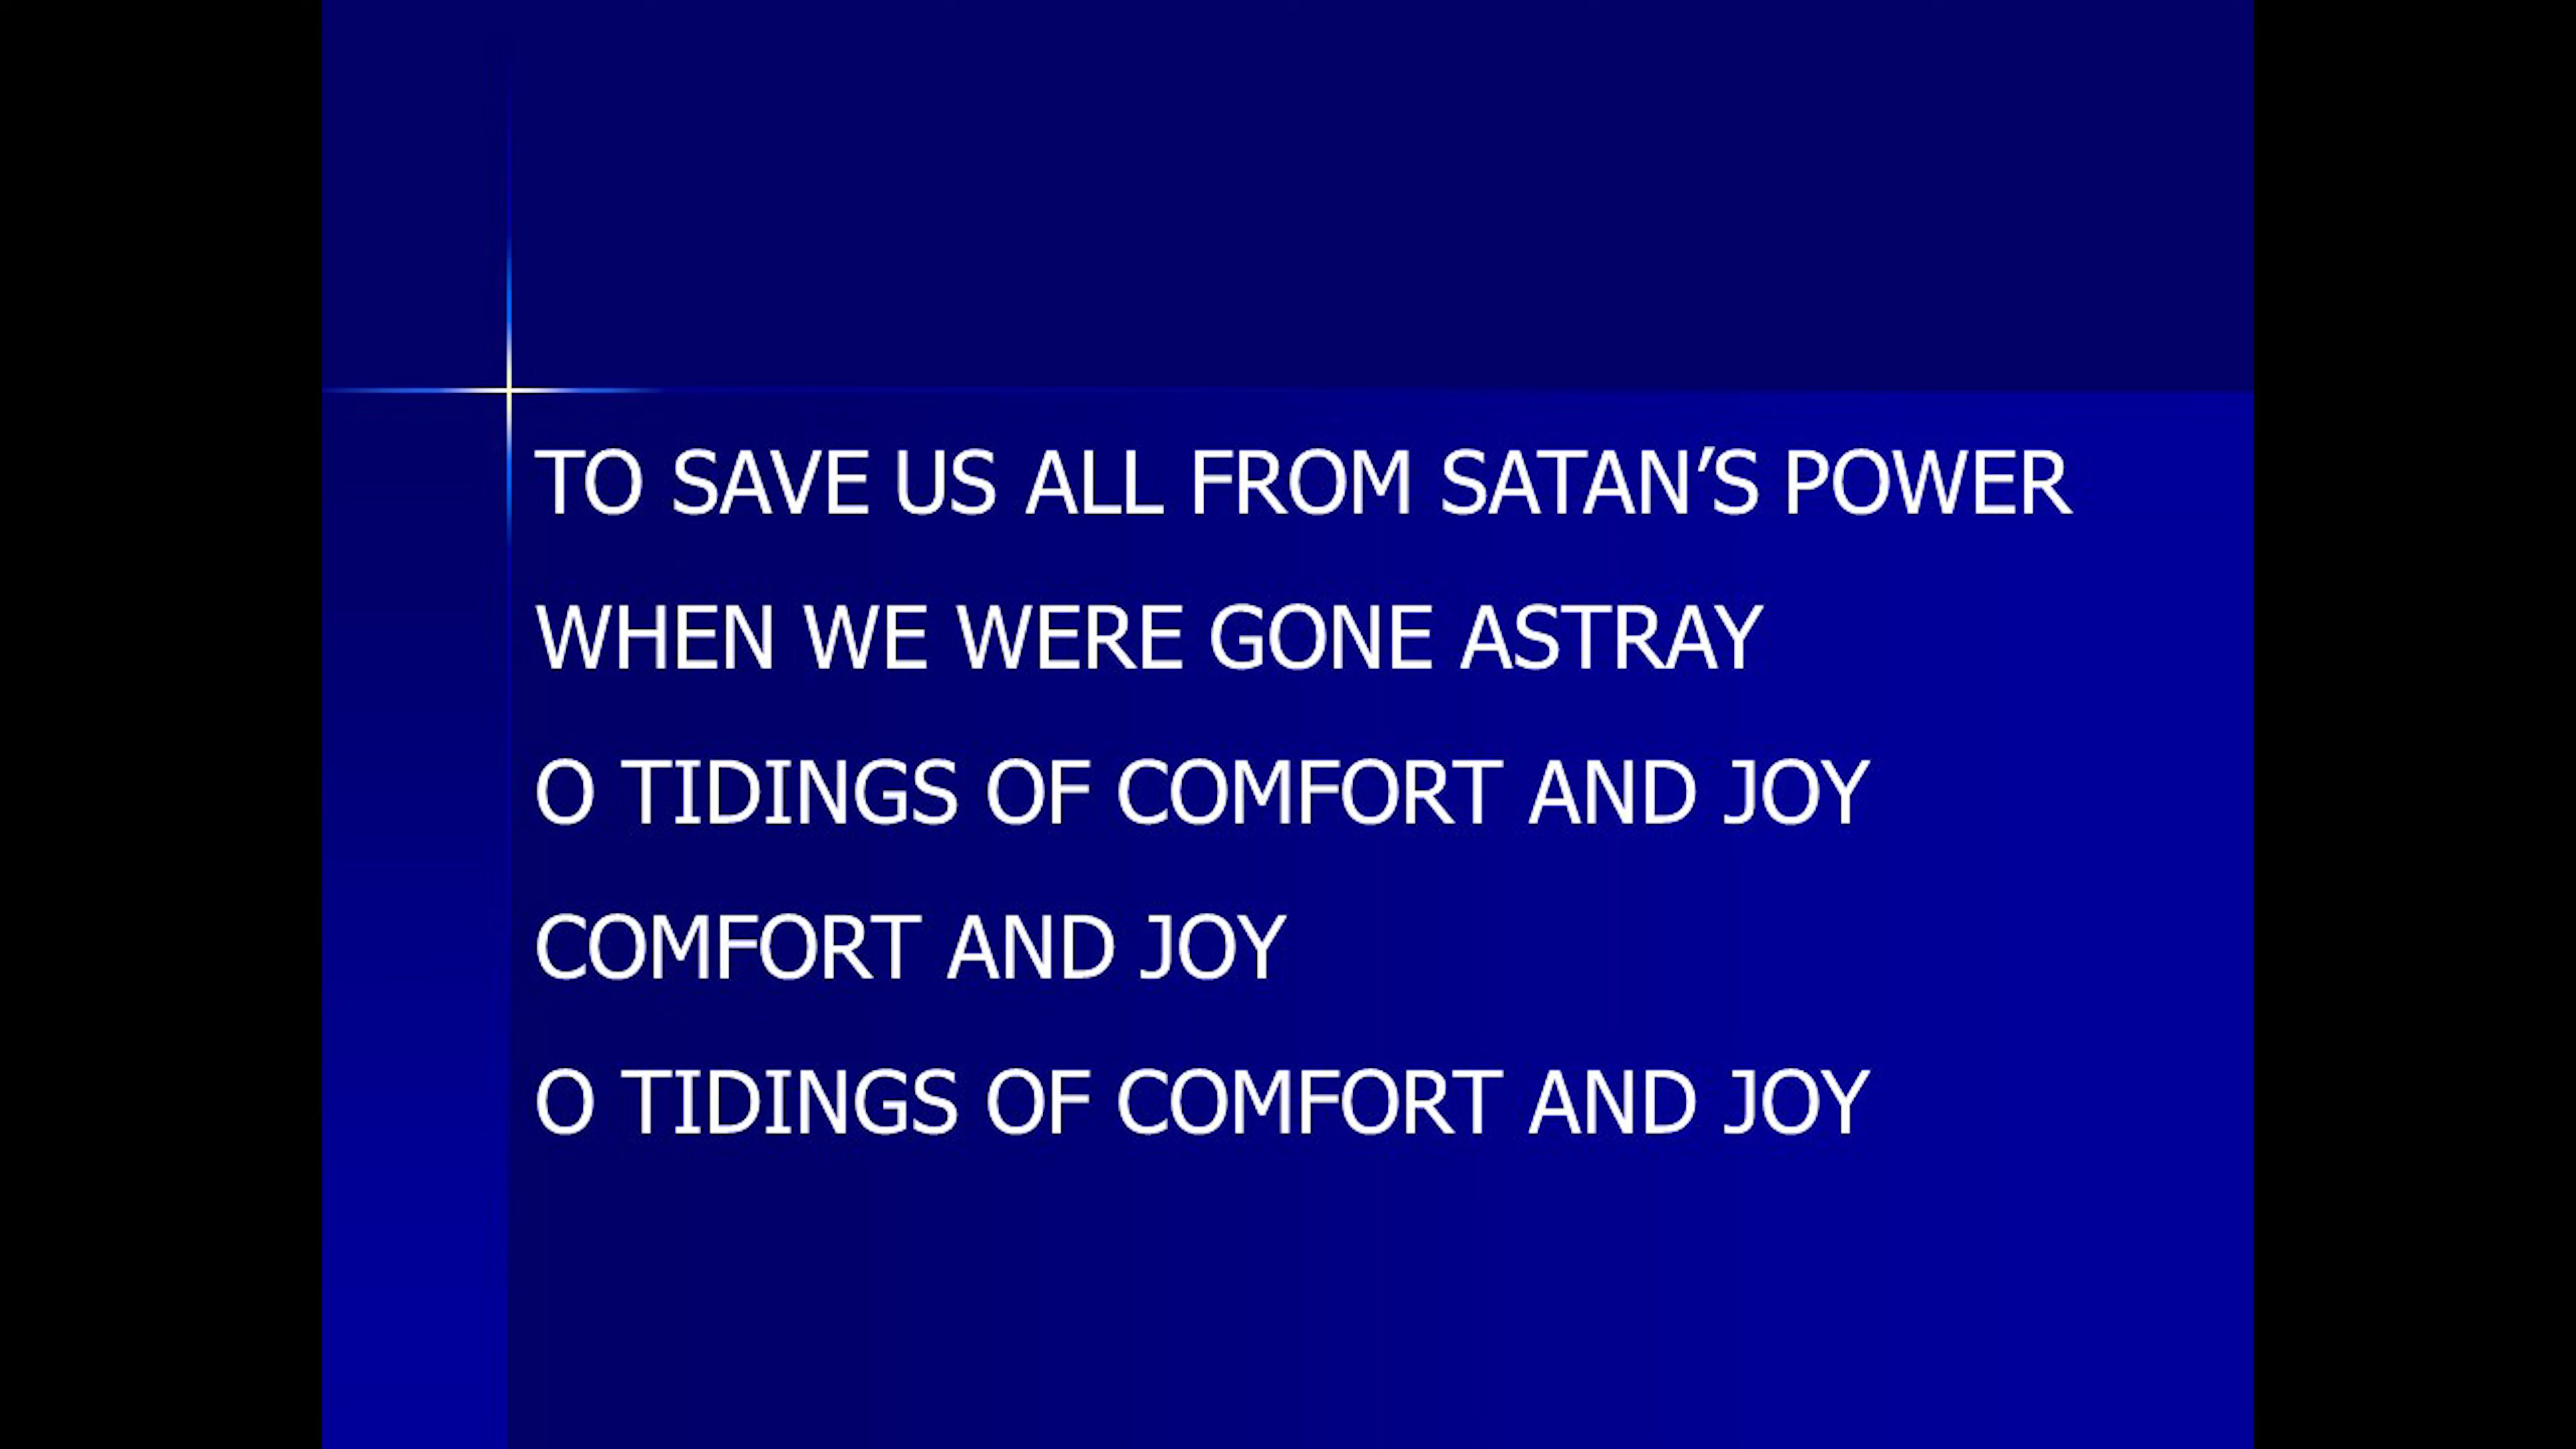 TO SAVE US ALL FROM SATAN’S POWER
WHEN WE WERE GONE ASTRAY
O TIDINGS OF COMFORT AND JOY
COMFORT AND JOY
O TIDINGS OF COMFORT AND JOY